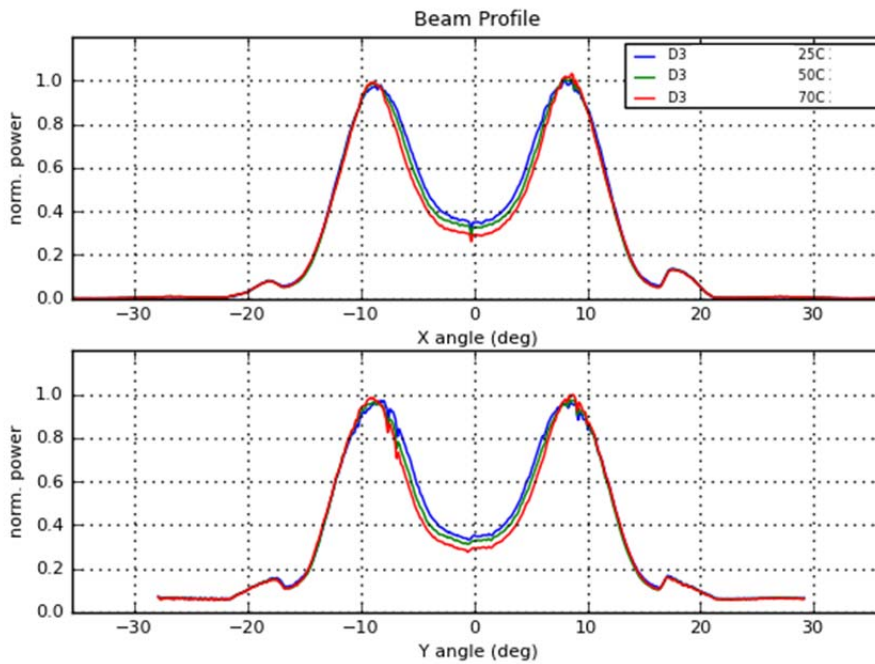 Beam Profile
norm. power
1.0
0.8
0.6
0.4
0.2
0.0
D3 25C :
D3 50C :
D3 70C :
−30 −20 −10 0 10 20 30
X angle (deg)
norm. power
1.0
0.8
0.6
0.4
0.2
0.0
−30 −20 −10 0 10 20 30
Y angle (deg)